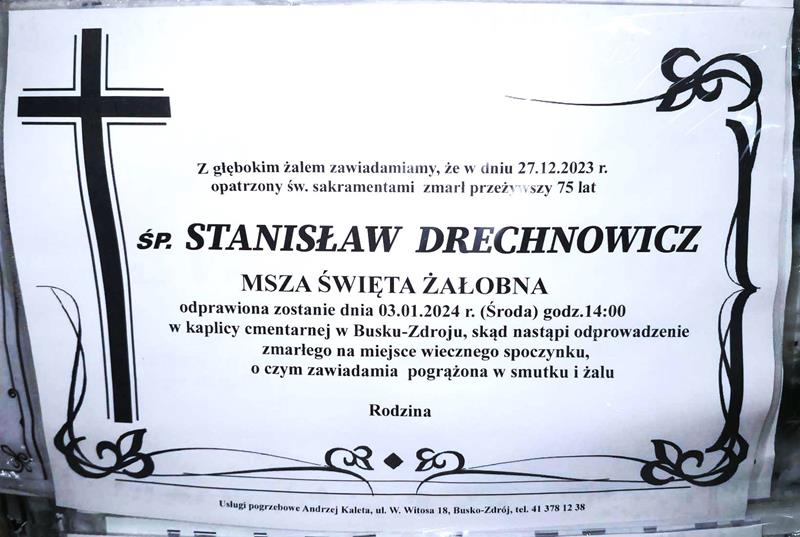 Z głębokim żalem zawiadamiamy, że w dniu 27.12.2023 r.
opatrzony św. sakramentami zmarł przeżywszy 75 lat
ŚP. STANISŁAW DRECHNOWICZ
MSZA ŚWIĘTA ŻAŁOBNA
odprawiona zostanie dnia 03.01.2024 r. (Środa) godz.14:00
w kaplicy cmentarnej w Busku-Zdroju, skąd nastąpi odprowadzenie
zmarłego na miejsce wiecznego spoczynku,
o czym zawiadamia pogrążona w smutku i żalu
Rodzina
Usługi pogrzebowe Andrzej Kaleta, ul. W. Witosa 18, Busko-Zdrój, tel. 41 378 12 38